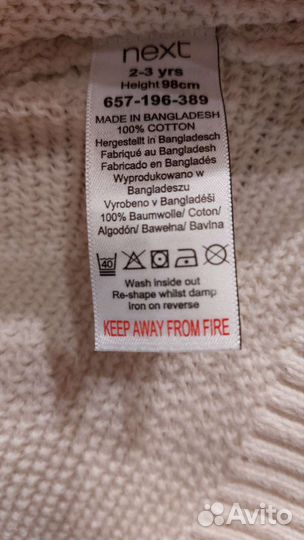 next
2-3 yrs
Height 98cm
657-196-389
MADE IN BANGLADESH
100% COTTON
Hergestellt in Bangladesch
Fabriqué au Bangladesh
Fabricado en Bangladés
Wyprodukowano w
Bangladeszu
Vyrobeno v Bangladéši
100% Baumwolle/ Coton/
Algodón/ Bawełna/ Bavlna
40
Wash inside out
Re-shape whilst damp
Iron on reverse
KEEP AWAY FROM FIRE
Avito